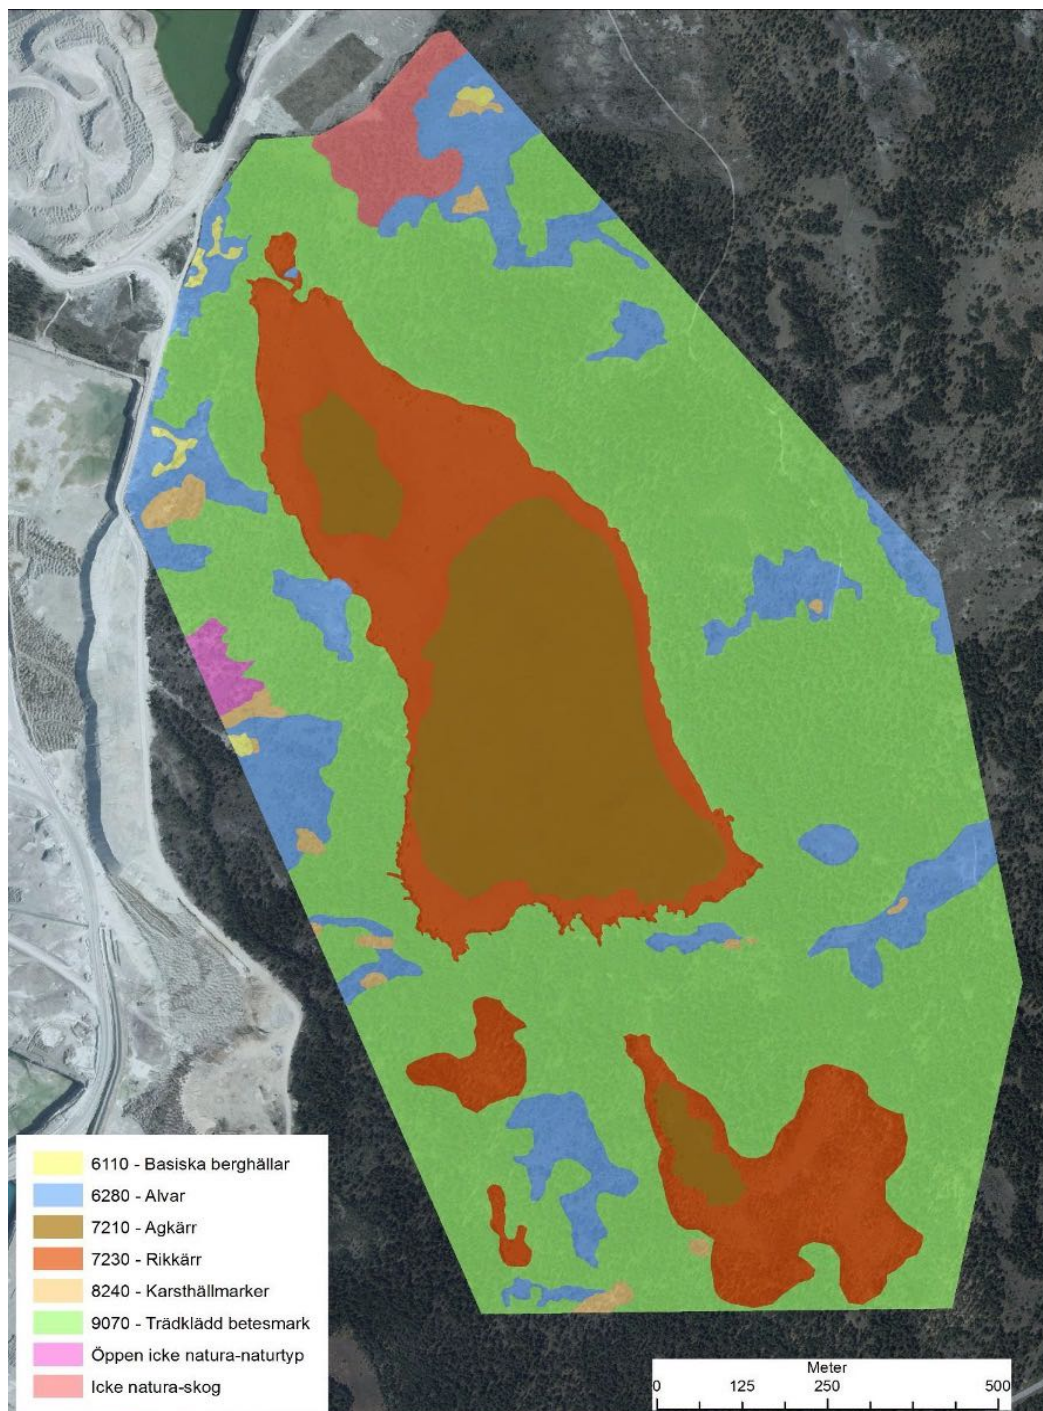 6110 - Basiska berghällar
6280 - Alvar
7210 - Agkärr
7230 - Rikkärr
8240 - Karsthällmarker
9070 - Trädklädd betesmark
Öppen icke natura-naturtyp
Icke natura-skog
Meter
0 125 250 500